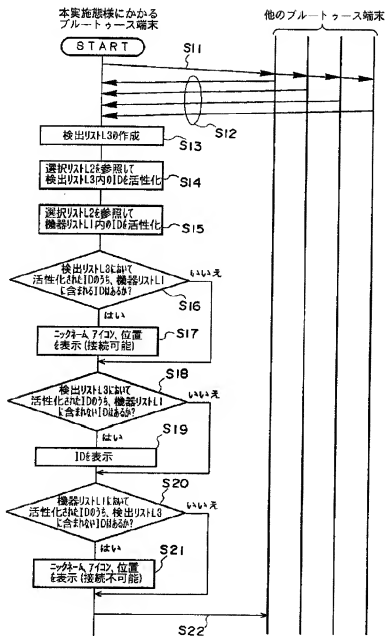 本実施態様にかかる
ブルートゥース端末
他のブルートゥース端末
START
S11
S12
検出リストL3の作成
S13
選択リストL2を参照して
検出リストL3内のIDを活性化
S14
選択リストL2を参照して
機器リストL1内のIDを活性化
S15
検出リストL3において
活性化されたIDのうち、機器リストL1
に含まれるIDはあるか?
いいえ
S16
はい
ニックネーム、アイコン、位置
を表示(接続可能)
S17
S18
検出リストL3において
活性化されたIDのうち、機器リストL1
に含まれないIDはあるか?
いいえ
はい
S19
IDを表示
S20
機器リストL1において
活性化されたIDのうち、検出リストL3
に含まれないIDはあるか?
いいえ
はい
S21
ニックネーム、アイコン、位置
を表示(接続不可能)
S22